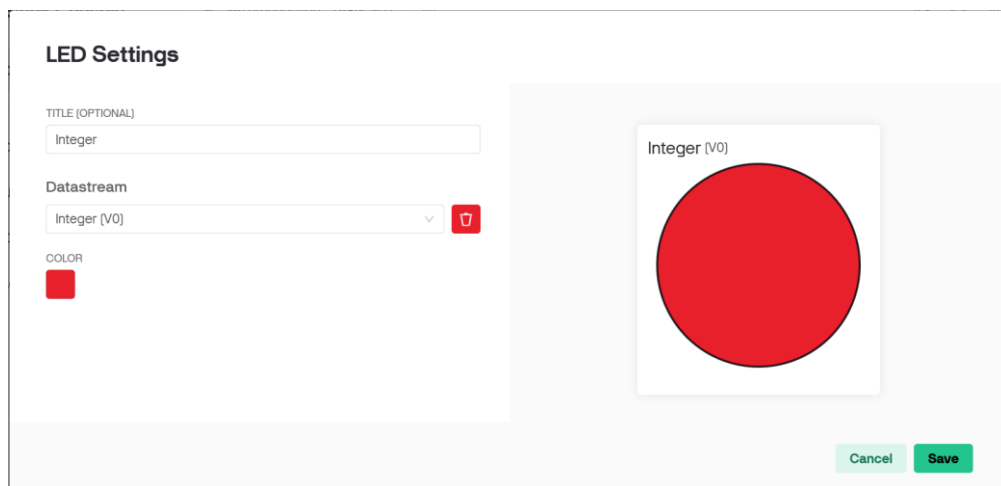 LED Settings
TITLE (OPTIONAL)
Integer
Datastream
Integer (V0)
COLOR
Integer (V0)
Cancel
Save